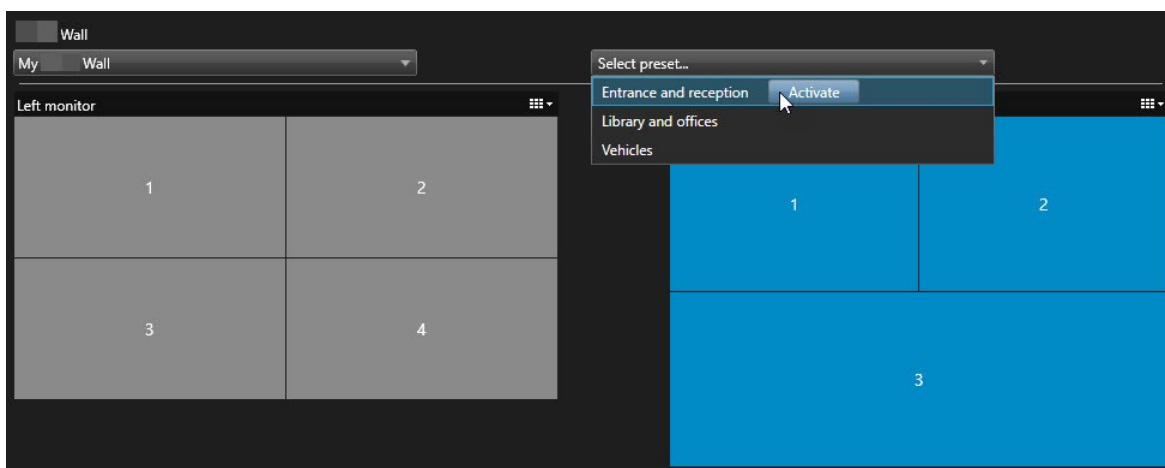 Wall
My Wall
Select preset...
Entrance and reception Activate
Library and offices
Vehicles
Left monitor
1 2
3 4
1 2
3